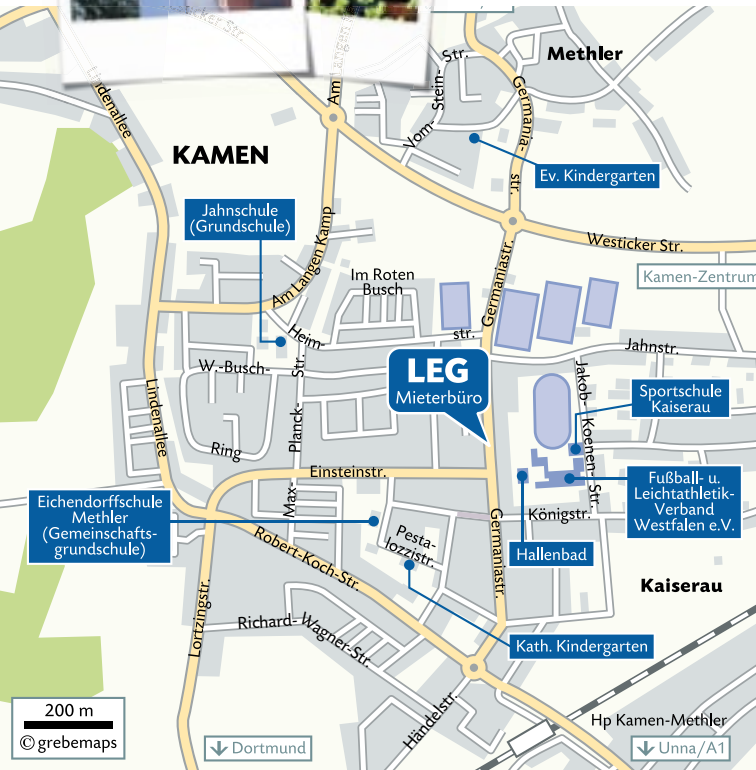 Westicker Str.
Lindenallee
Am Langen Kamp
Vom-Stein-Str.
Methler
Germania-
str.
KAMEN
Ev. Kindergarten
Jahnschule
(Grundschule)
Westicker Str.
Kamen-Zentrum
Am Langen Kamp
Im Roten
Busch
Germaniastr.
Heim-
str.
Jahnstr.
W.-Busch-
Ring
LEG
Mieterbüro
Lindenallee
Max-
Planck-
Str.
Jakob-
Koenen-
Str.
Sportschule
Kaiserau
Einsteinstr.
Fußball- u.
Leichtathletik-
Verband
Westfalen e.V.
Eichendorffschule
Methler
(Gemeinschafts-
grundschule)
Königstr.
Pesta-
lozzistr.
Germaniastr.
Hallenbad
Robert-Koch-Str.
Kaiserau
Lortzingstr.
Richard-Wagner-Str.
Kath. Kindergarten
Händelstr.
200 m
© grebemaps
Dortmund
Hp Kamen-Methler
Unna/A1